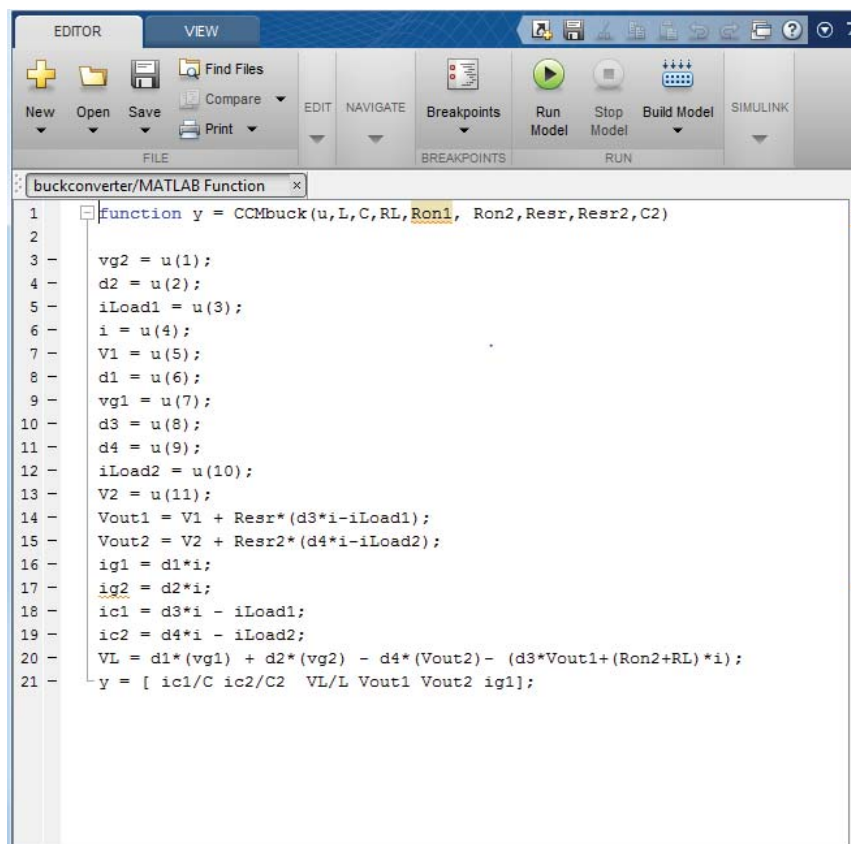 EDITOR VIEW
New Open Save Find Files Compare Print
FILE
EDIT NAVIGATE
Breakpoints
BREAKPOINTS
Run Model Stop Model Build Model
RUN
SIMULINK
buckconverter/MATLAB Function ×
1 function y = CCMbuck(u,L,C,RL,Ron1, Ron2,Resr,Resr2,C2)
2
3 – vg2 = u(1);
4 – d2 = u(2);
5 – iLoad1 = u(3);
6 – i = u(4);
7 – V1 = u(5);
8 – d1 = u(6);
9 – vg1 = u(7);
10 – d3 = u(8);
11 – d4 = u(9);
12 – iLoad2 = u(10);
13 – V2 = u(11);
14 – Vout1 = V1 + Resr*(d3*i-iLoad1);
15 – Vout2 = V2 + Resr2*(d4*i-iLoad2);
16 – ig1 = d1*i;
17 – ig2 = d2*i;
18 – ic1 = d3*i - iLoad1;
19 – ic2 = d4*i - iLoad2;
20 – VL = d1*(vg1) + d2*(vg2) - d4*(Vout2)- (d3*Vout1+(Ron2+RL)*i);
21 – y = [ ic1/C ic2/C2  VL/L Vout1 Vout2 ig1];